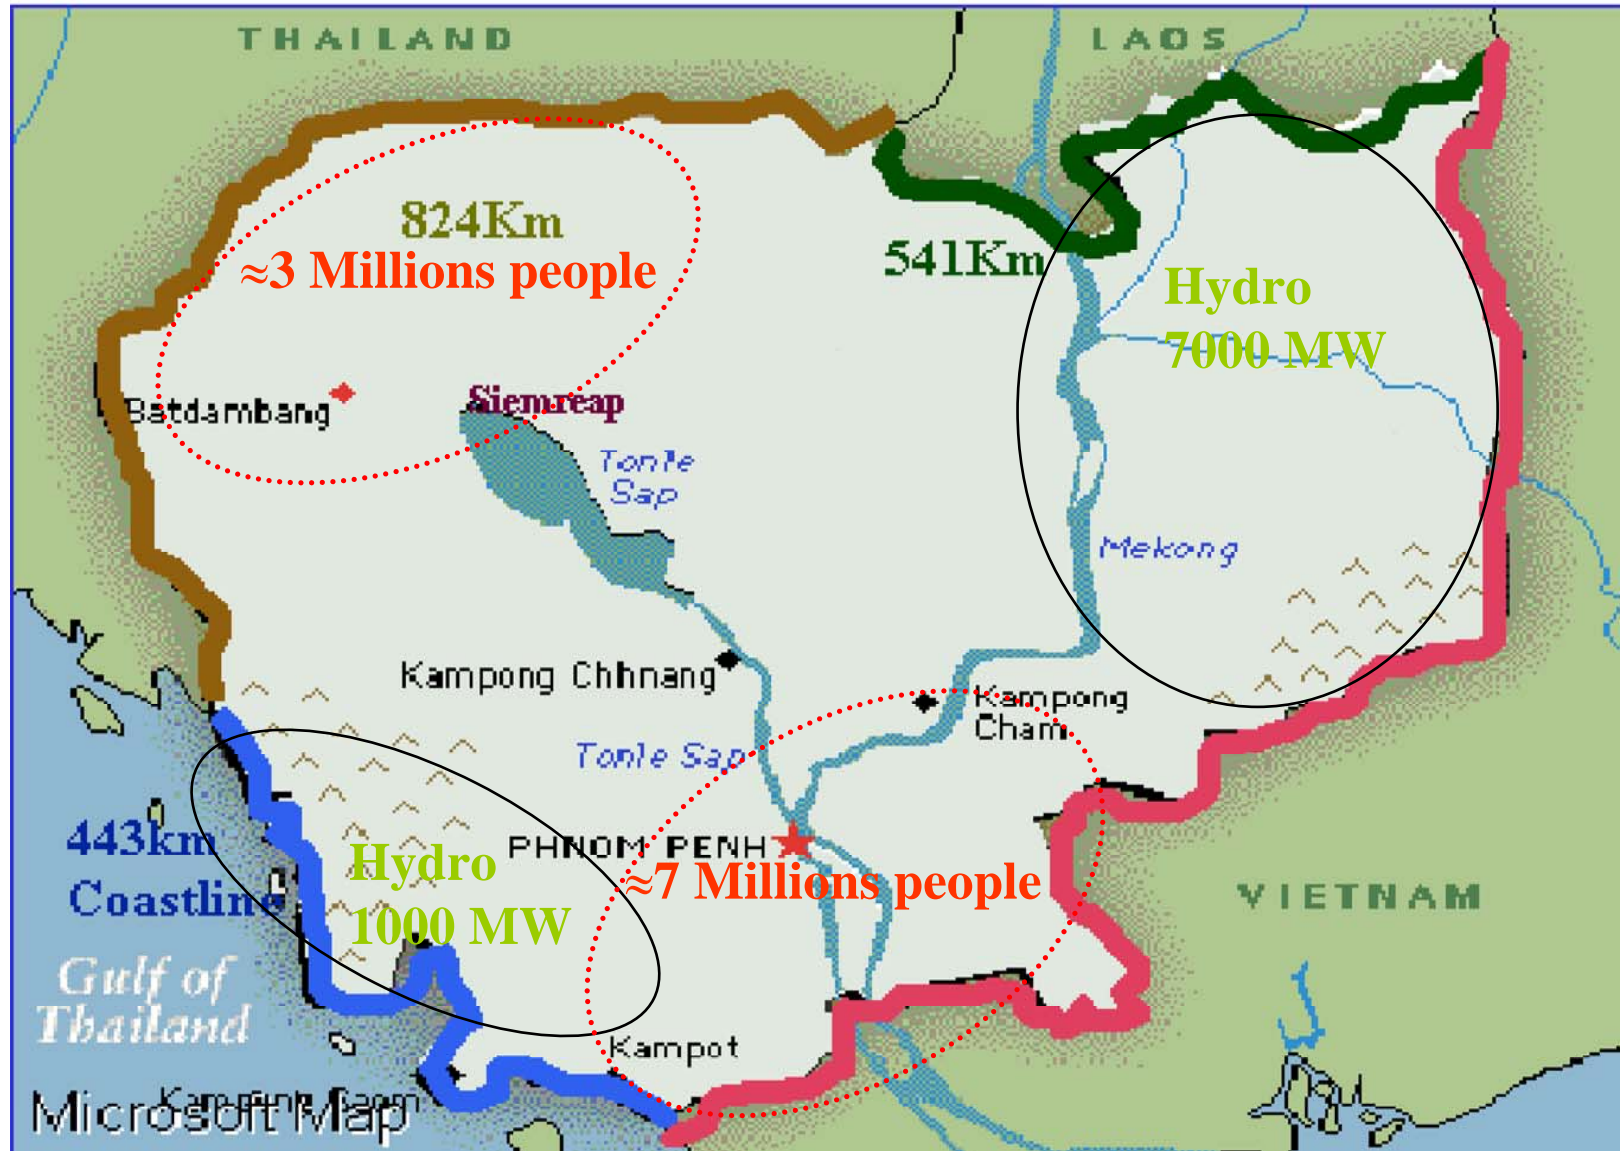 THAILAND
LAOS
824Km
≈3 Millions people
541Km
Hydro
7000 MW
Batdambang
Siemreap
Tonle
Sap
Mekong
Kampong Chhnang
Kampong
Cham
Tonle Sap
443km
Coastline
Hydro
1000 MW
PHNOM PENH
≈7 Millions people
VIETNAM
Gulf of
Thailand
Kampot
Microsoft Map